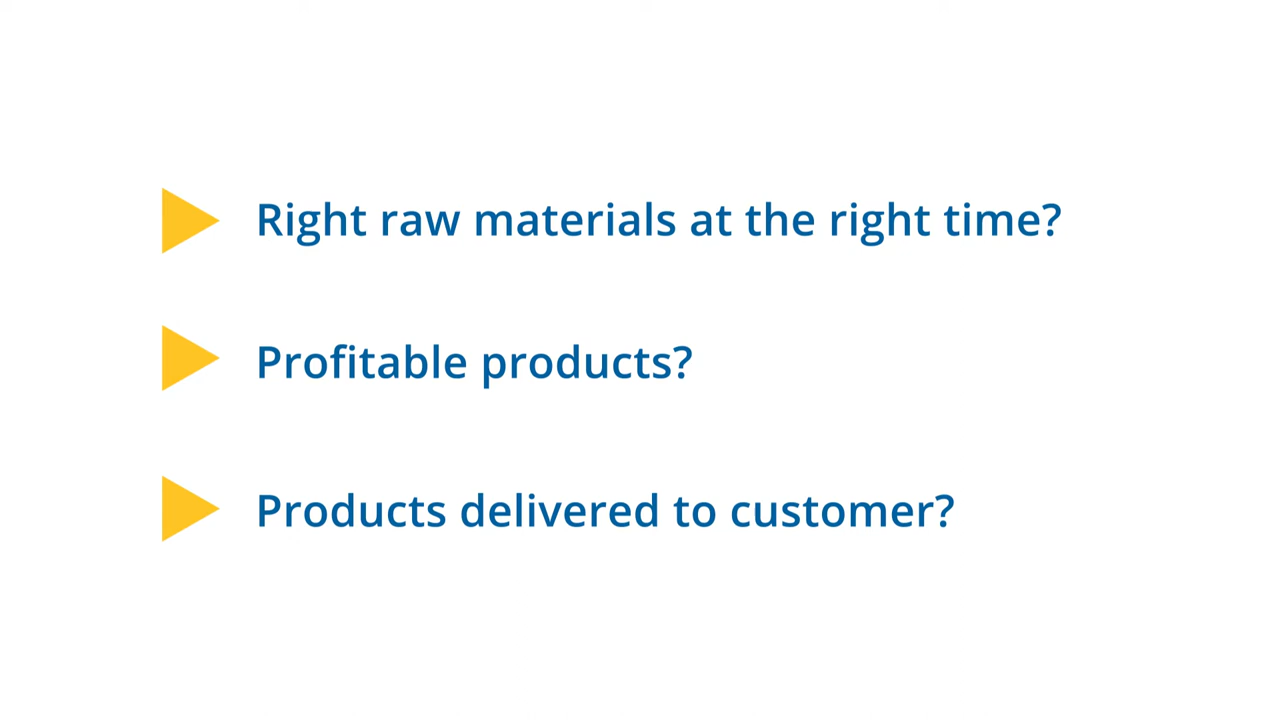 Right raw materials at the right time?
Profitable products?
Products delivered to customer?